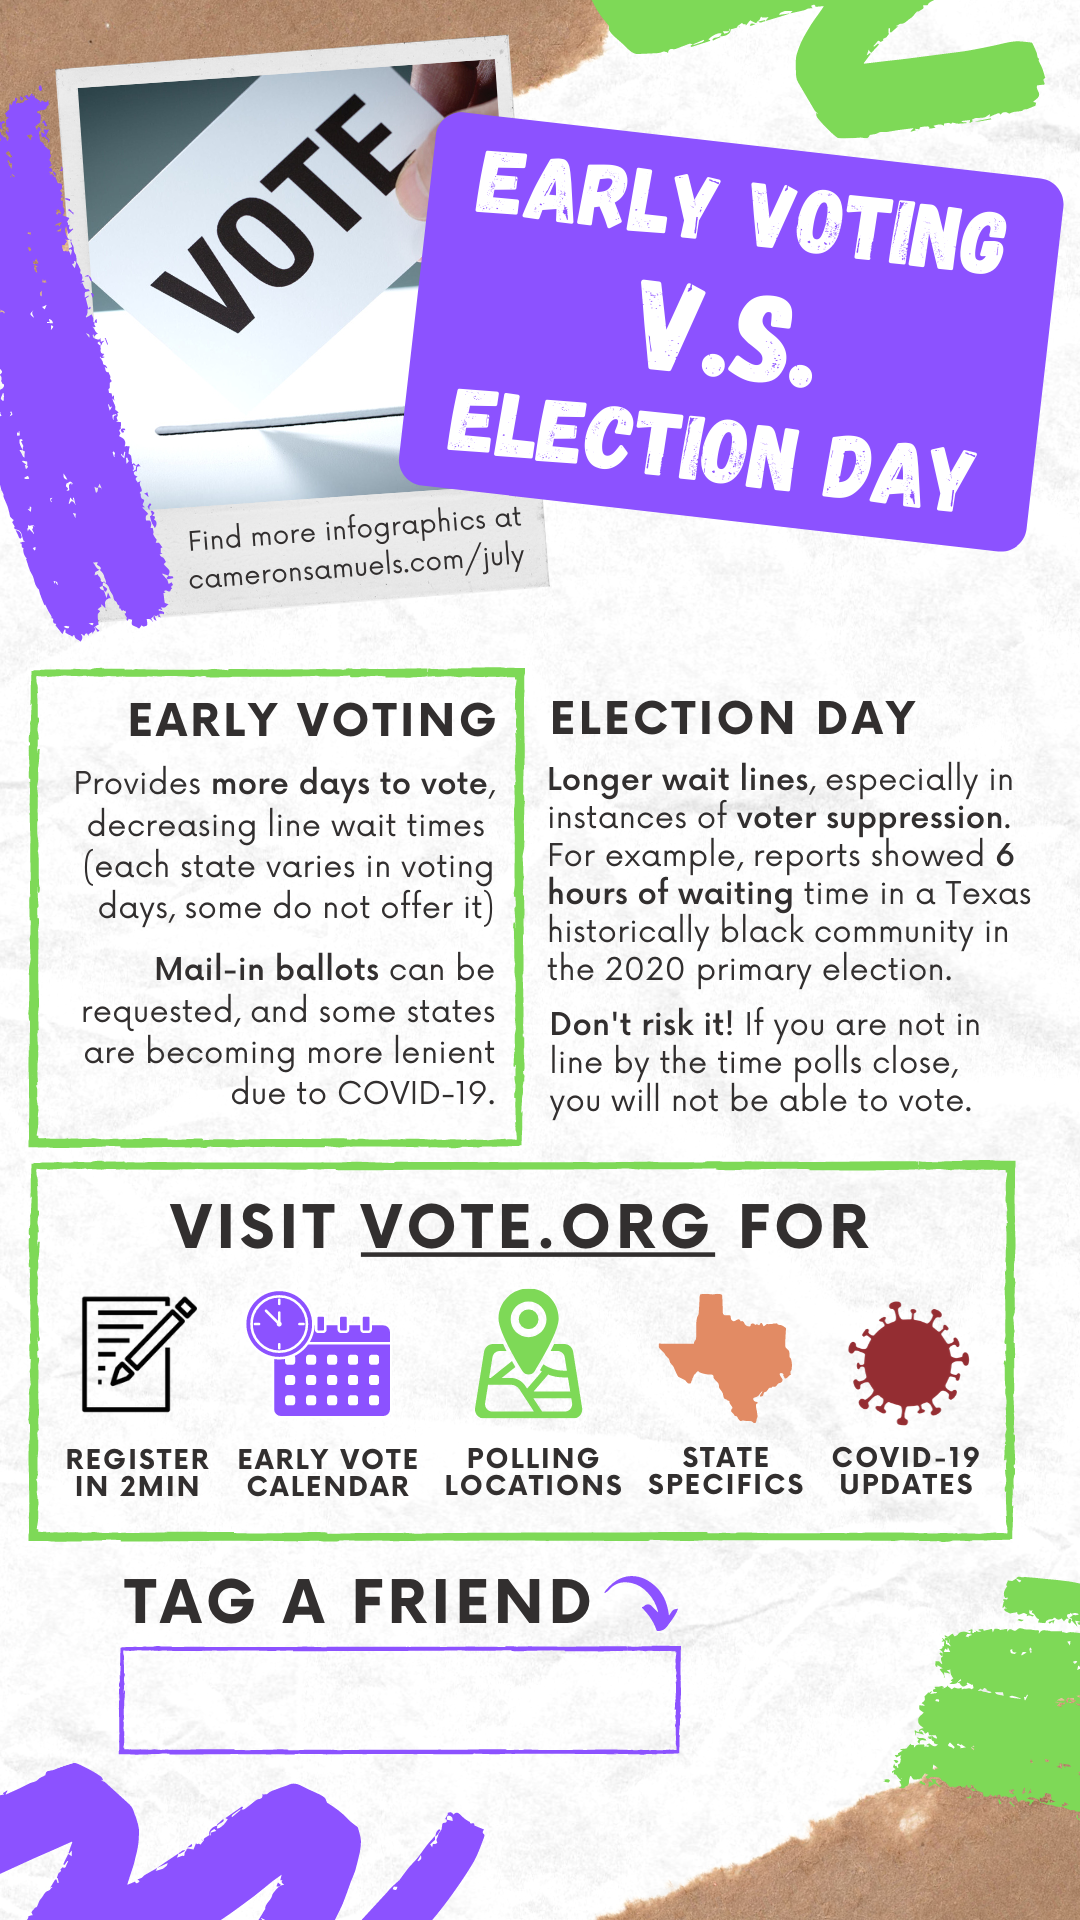 VOTE
EARLY VOTING
V.S.
ELECTION DAY
Find more infographics at
cameronsamuels.com/july
EARLY VOTING
Provides more days to vote,
decreasing line wait times
(each state varies in voting
days, some do not offer it)
Mail-in ballots can be
requested, and some states
are becoming more lenient
due to COVID-19.
ELECTION DAY
Longer wait lines, especially in
instances of voter suppression.
For example, reports showed 6
hours of waiting time in a Texas
historically black community in
the 2020 primary election.
Don't risk it! If you are not in
line by the time polls close,
you will not be able to vote.
VISIT VOTE.ORG FOR
REGISTER
IN 2MIN
EARLY VOTE
CALENDAR
POLLING
LOCATIONS
STATE
SPECIFICS
COVID-19
UPDATES
TAG A FRIEND